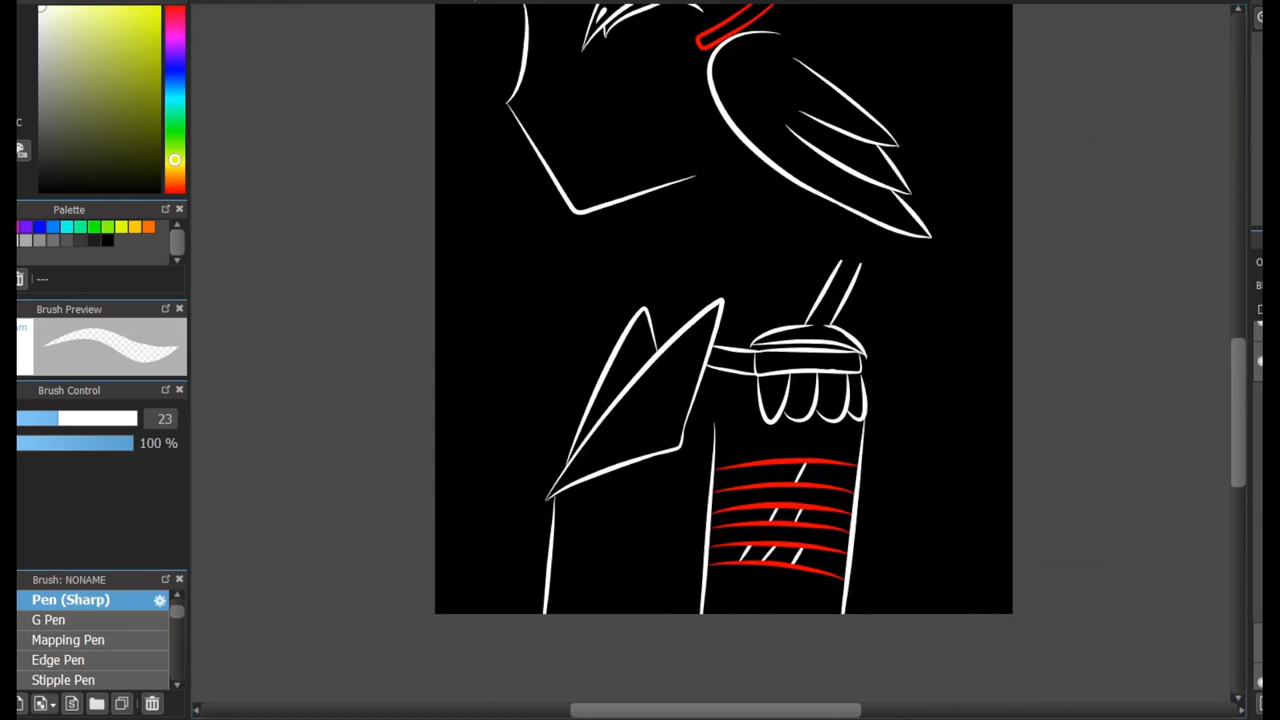 C
Palette
---
Brush Preview
Brush Control
23
100 %
Brush: NONAME
Pen (Sharp)
G Pen
Mapping Pen
Edge Pen
Stipple Pen